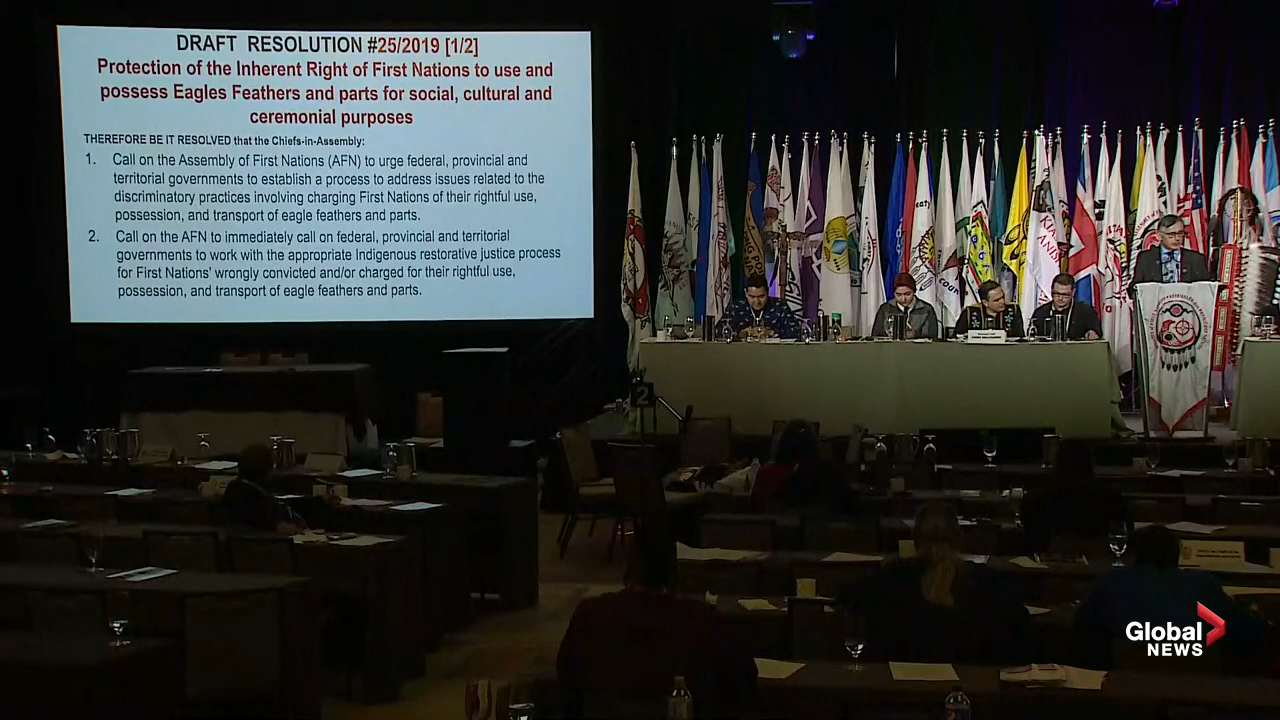 DRAFT RESOLUTION #25/2019 [1/2]
Protection of the Inherent Right of First Nations to use and
possess Eagles Feathers and parts for social, cultural and
ceremonial purposes
THEREFORE BE IT RESOLVED that the Chiefs-in-Assembly:
1. Call on the Assembly of First Nations (AFN) to urge federal, provincial and
territorial governments to establish a process to address issues related to the
discriminatory practices involving charging First Nations of their rightful use,
possession, and transport of eagle feathers and parts.
2. Call on the AFN to immediately call on federal, provincial and territorial
governments to work with the appropriate Indigenous restorative justice process
for First Nations' wrongly convicted and/or charged for their rightful use,
possession, and transport of eagle feathers and parts.
2
Global
NEWS